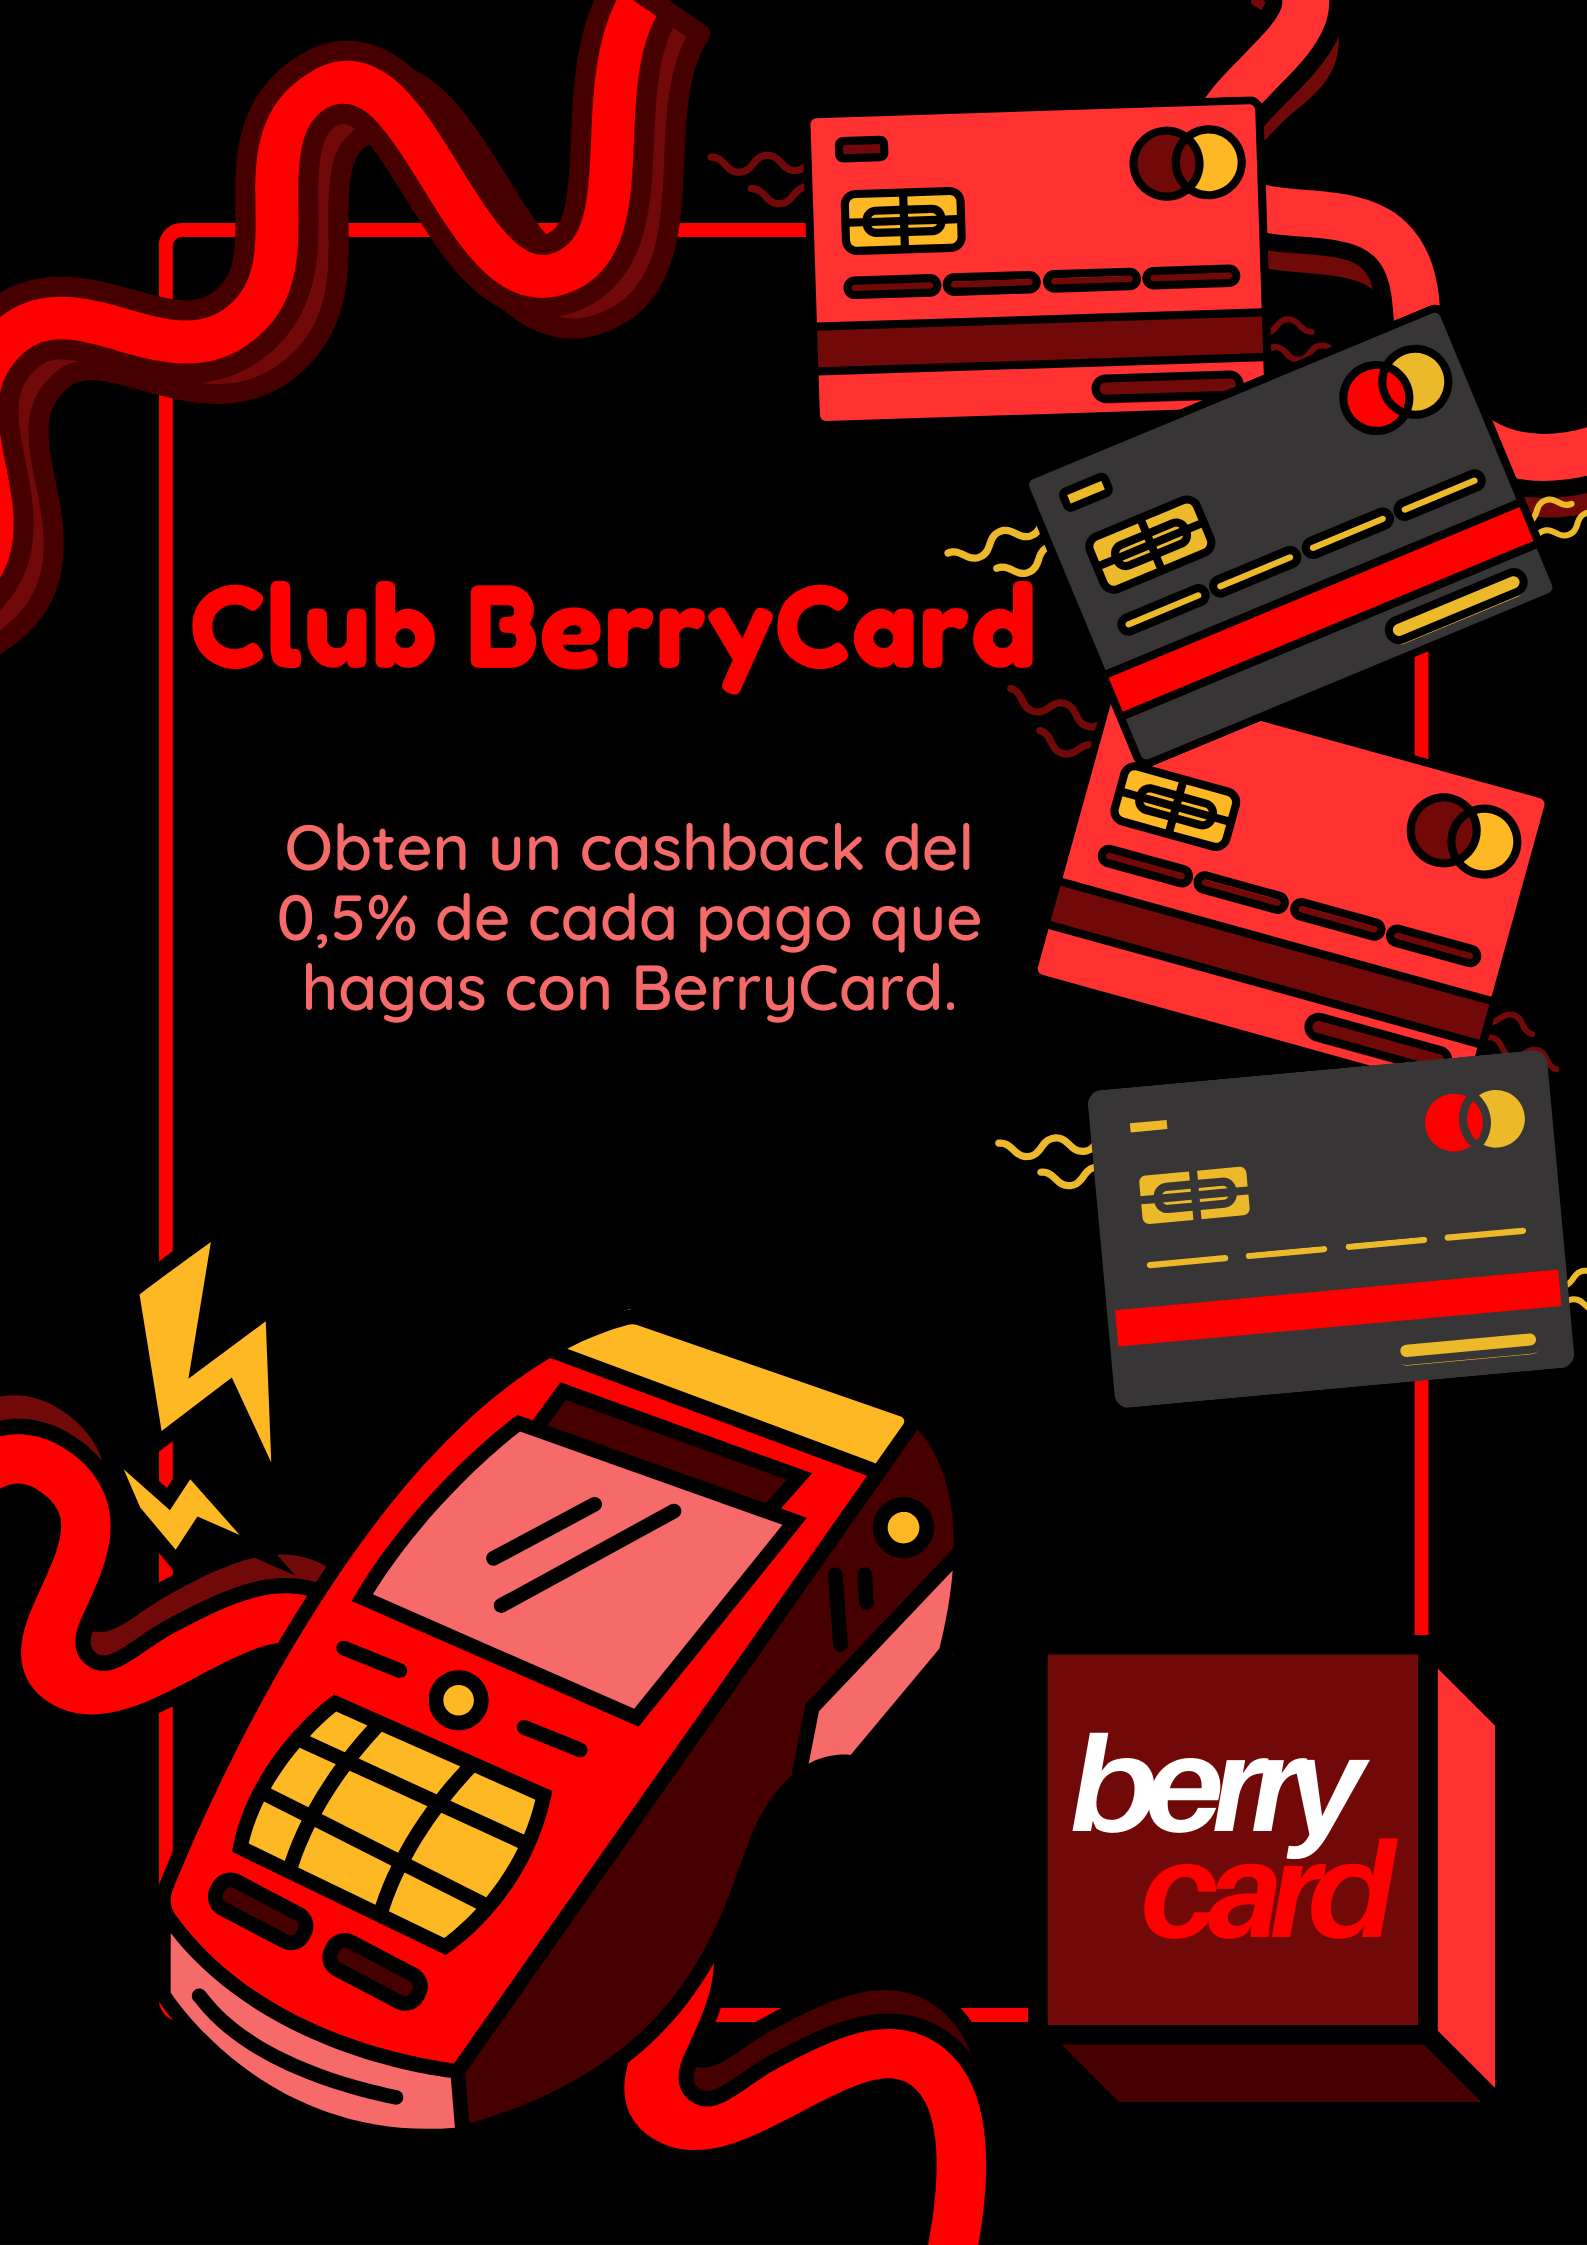 Club BerryCard
Obten un cashback del
0,5% de cada pago que
hagas con BerryCard.
berry
card